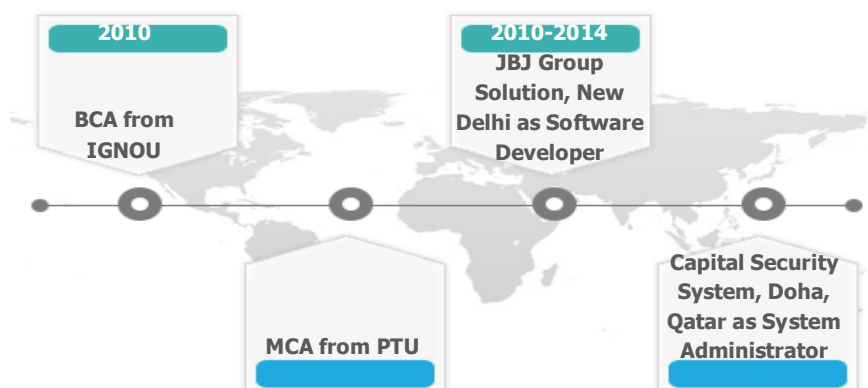 2010
BCA from
IGNOU
MCA from PTU
2010-2014
JBJ Group
Solution, New
Delhi as Software
Developer
Capital Security
System, Doha,
Qatar as System
Administrator